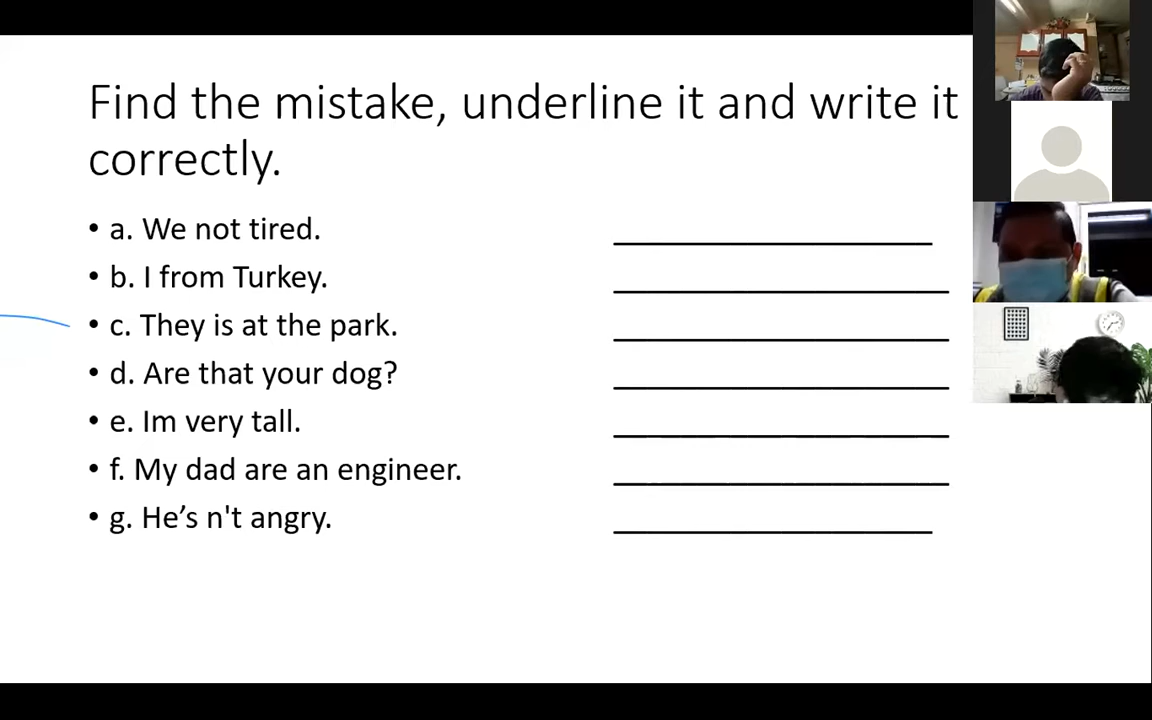 Find the mistake, underline it and write it
correctly.
• a. We not tired.
• b. I from Turkey.
• c. They is at the park.
• d. Are that your dog?
• e. Im very tall.
• f. My dad are an engineer.
• g. He’s n't angry.